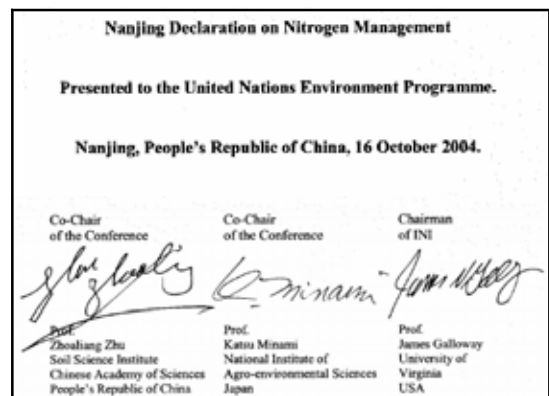 Nanjing Declaration on Nitrogen Management
Presented to the United Nations Environment Programme.
Nanjing, People's Republic of China, 16 October 2004.
Co-Chair
of the Conference
Co-Chair
of the Conference
Chairman
of INI
K. Minami
Prof.
Zhoaliang Zhu
Soil Science Institute
Chinese Academy of Sciences
People's Republic of China
Prof.
Katsu Minami
National Institute of
Agro-environmental Sciences
Japan
Prof.
James Galloway
University of
Virginia
USA